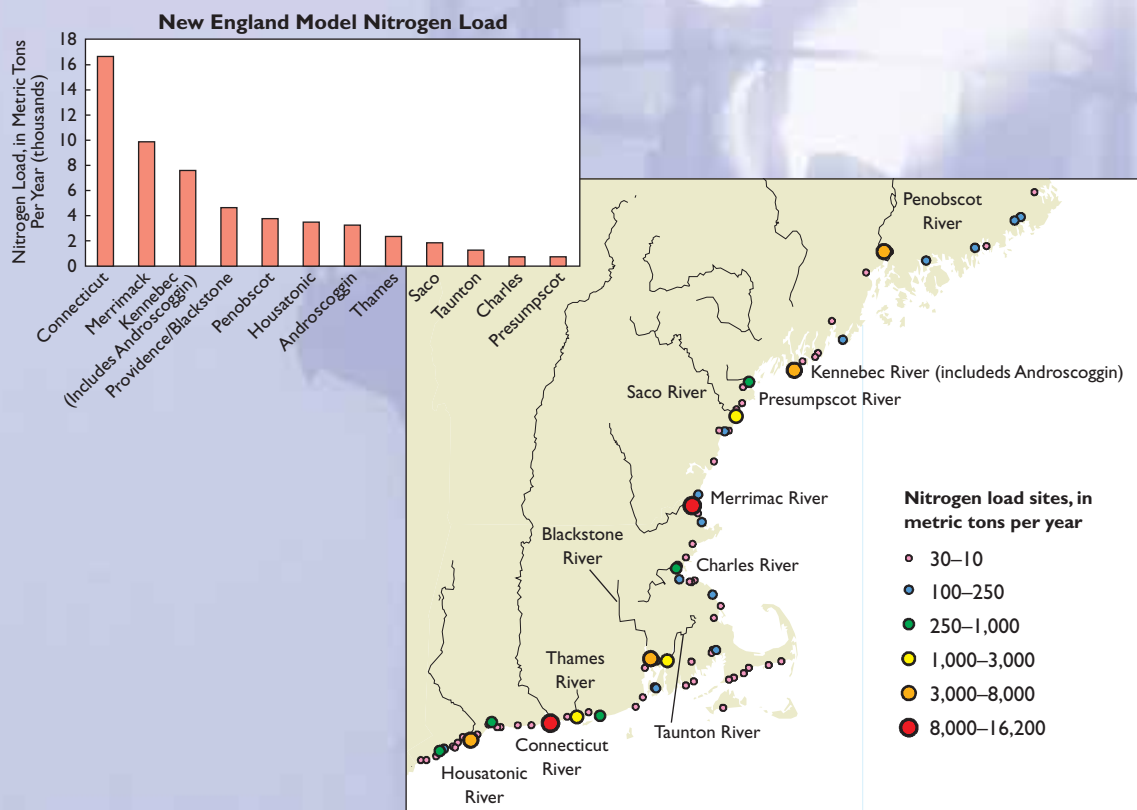 New England Model Nitrogen Load
Nitrogen Load, in Metric Tons
Per Year (thousands)
18
16
14
12
10
8
6
4
2
0
Connecticut
Merrimack
Kennebec
(Includes Androscoggin)
Providence/Blackstone
Penobscot
Housatonic
Androscoggin
Thames
Saco
Taunton
Charles
Presumpscot
Penobscot
River
Kennebec River (includeds Androscoggin)
Saco River
Presumpscot River
Merrimac River
Blackstone
River
Charles River
Thames
River
Taunton River
Connecticut
River
Housatonic
River
Nitrogen load sites, in
metric tons per year
30–10
100–250
250–1,000
1,000–3,000
3,000–8,000
8,000–16,200